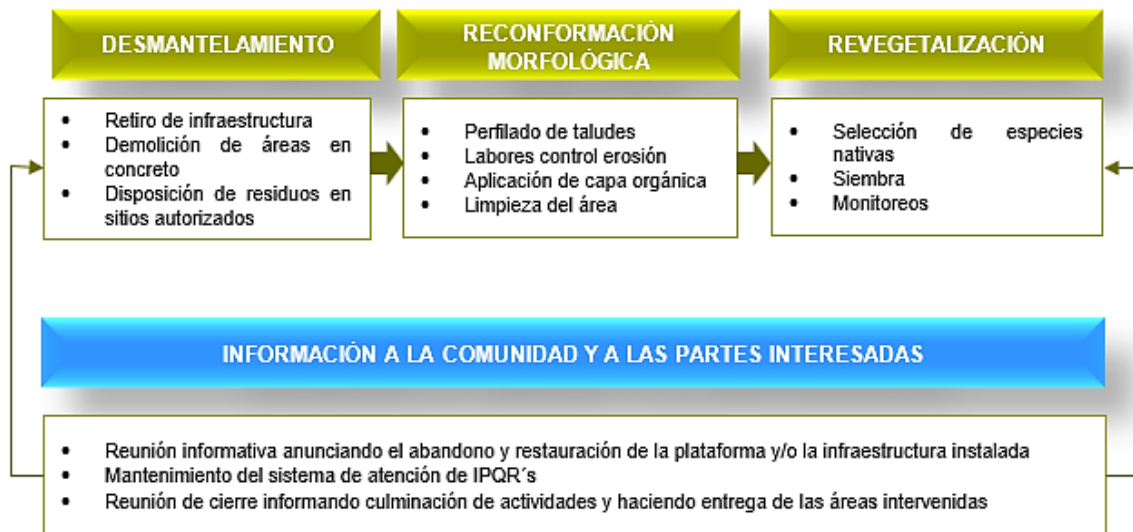 DESMANTELAMIENTO
• Retiro de infraestructura
• Demolición de áreas en
concreto
• Disposición de residuos en
sitios autorizados
RECONFORMACIÓN
MORFOLÓGICA
• Perfilado de taludes
• Labores control erosión
• Aplicación de capa orgánica
• Limpieza del área
REVEGETALIZACIÓN
• Selección de especies
nativas
• Siembra
• Monitoreos
INFORMACIÓN A LA COMUNIDAD Y A LAS PARTES INTERESADAS
• Reunión informativa anunciando el abandono y restauración de la plataforma y/o la infraestructura instalada
• Mantenimiento del sistema de atención de IPQR´s
• Reunión de cierre informando culminación de actividades y haciendo entrega de las áreas intervenidas